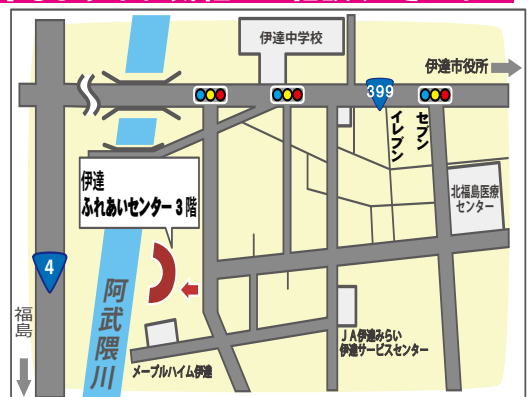 伊達中学校
伊達市役所
399
セブン
イレブン
伊達
ふれあいセンター 3 階
北福島医療
センター
4
阿武隈川
福島
JA伊達みらい
伊達サービスセンター
メープルハイム伊達